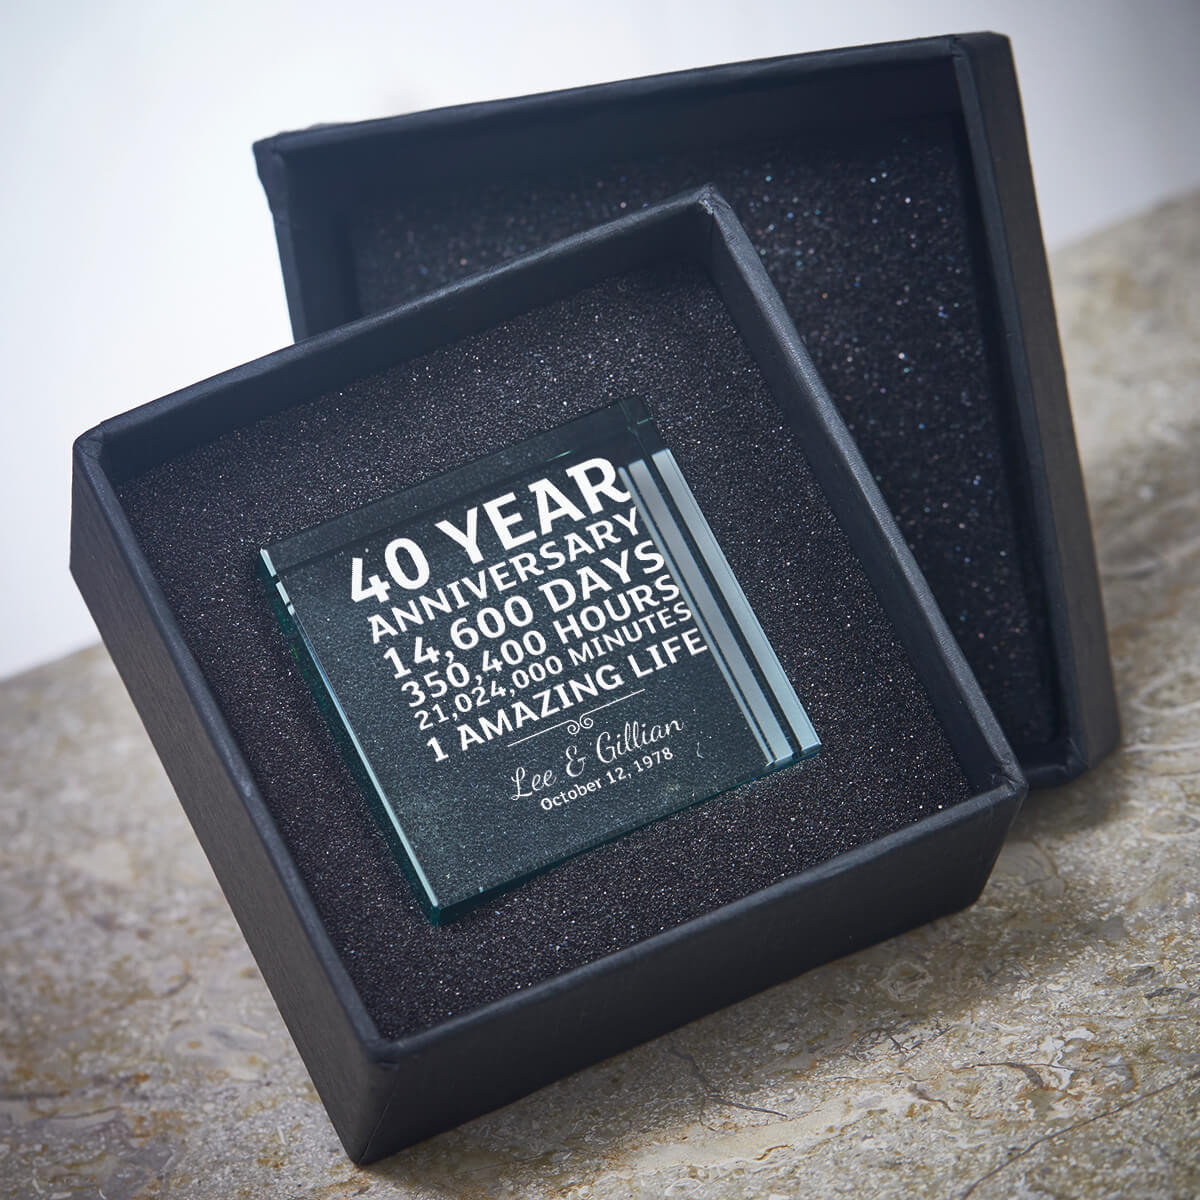 40 YEAR
ANNIVERSARY
14,600 DAYS
350,400 HOURS
21,024,000 MINUTES
1 AMAZING LIFE
Lee & Gillian
October 12, 1978